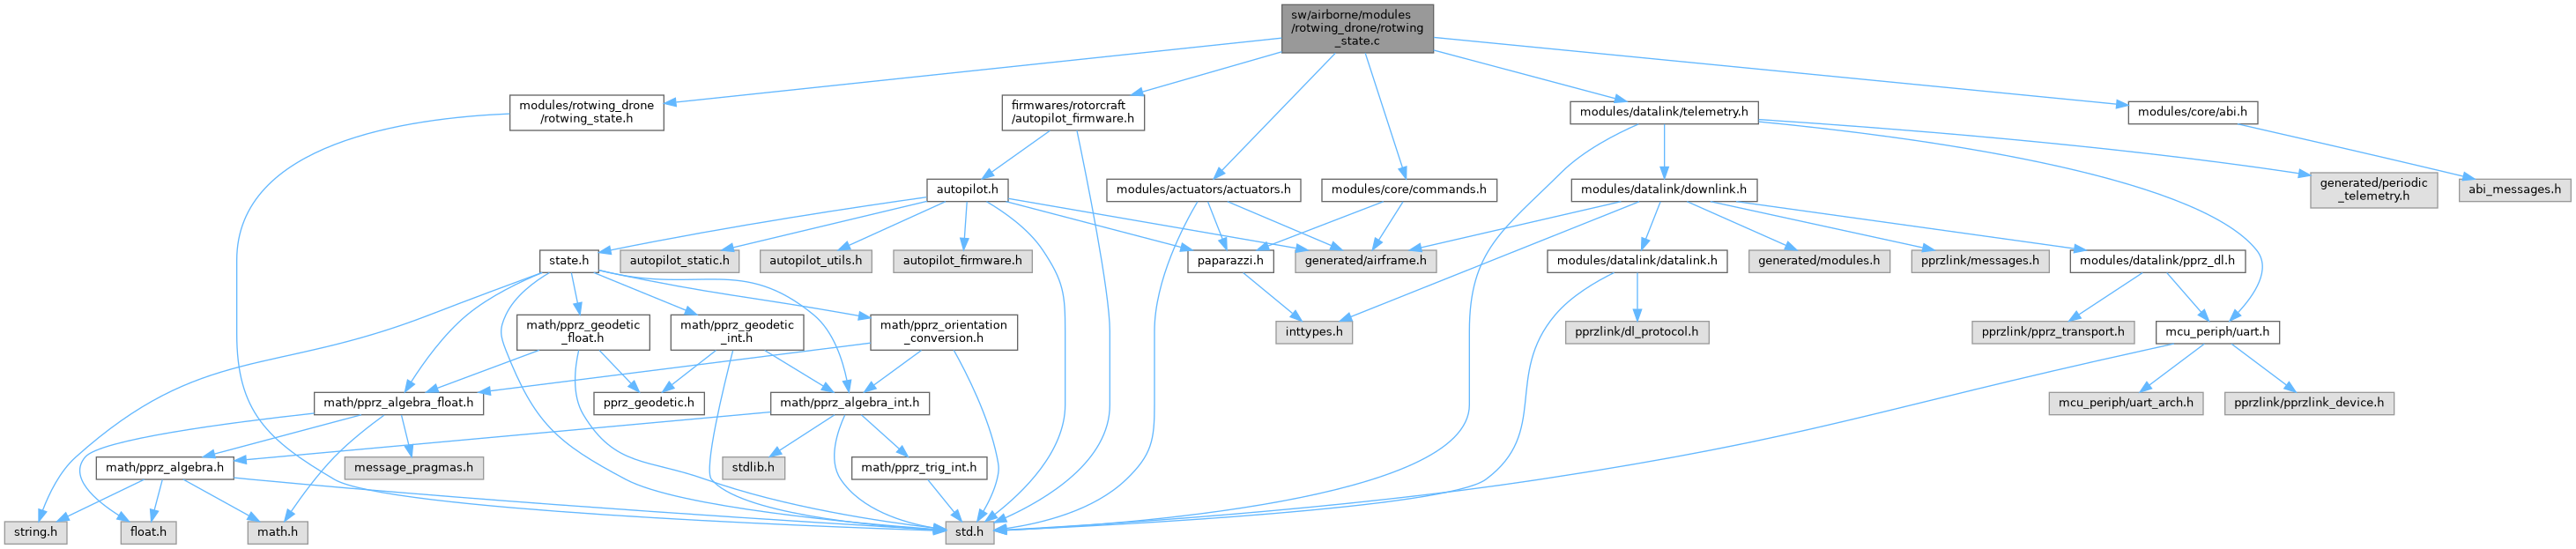 sw/airborne/modules
/rotwing_drone/rotwing
_state.c
modules/rotwing_drone
/rotwing_state.h
firmwares/rotorcraft
/autopilot_firmware.h
modules/datalink/telemetry.h
modules/core/abi.h
autopilot.h
modules/actuators/actuators.h
modules/core/commands.h
modules/datalink/downlink.h
generated/periodic
_telemetry.h
abi_messages.h
state.h
autopilot_static.h
autopilot_utils.h
autopilot_firmware.h
paparazzi.h
generated/airframe.h
modules/datalink/datalink.h
generated/modules.h
pprzlink/messages.h
modules/datalink/pprz_dl.h
math/pprz_geodetic
_float.h
math/pprz_geodetic
_int.h
math/pprz_orientation
_conversion.h
inttypes.h
pprzlink/dl_protocol.h
pprzlink/pprz_transport.h
mcu_periph/uart.h
math/pprz_algebra_float.h
pprz_geodetic.h
math/pprz_algebra_int.h
mcu_periph/uart_arch.h
pprzlink/pprzlink_device.h
math/pprz_algebra.h
message_pragmas.h
stdlib.h
math/pprz_trig_int.h
string.h
float.h
math.h
std.h